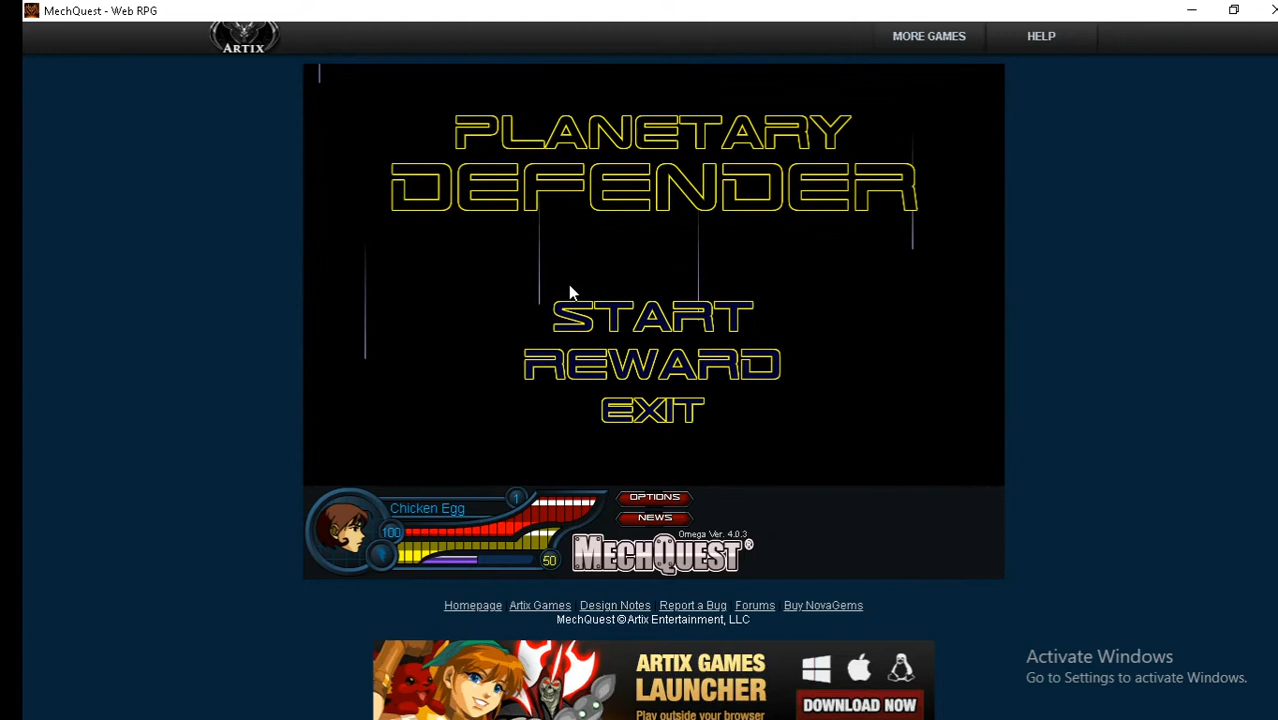 MechQuest - Web RPG
ARTIX
MORE GAMES
HELP
PLANETARY
DEFENDER
START
REWARD
EXIT
Chicken Egg
1
OPTIONS
NEWS
100
50
Omega Ver. 4.0.3
MECHQUEST®
Homepage Artix Games Design Notes Report a Bug Forums Buy NovaGems
MechQuest © Artix Entertainment, LLC
ARTIX GAMES
LAUNCHER
Play outside your browser
DOWNLOAD NOW
Activate Windows
Go to Settings to activate Windows.